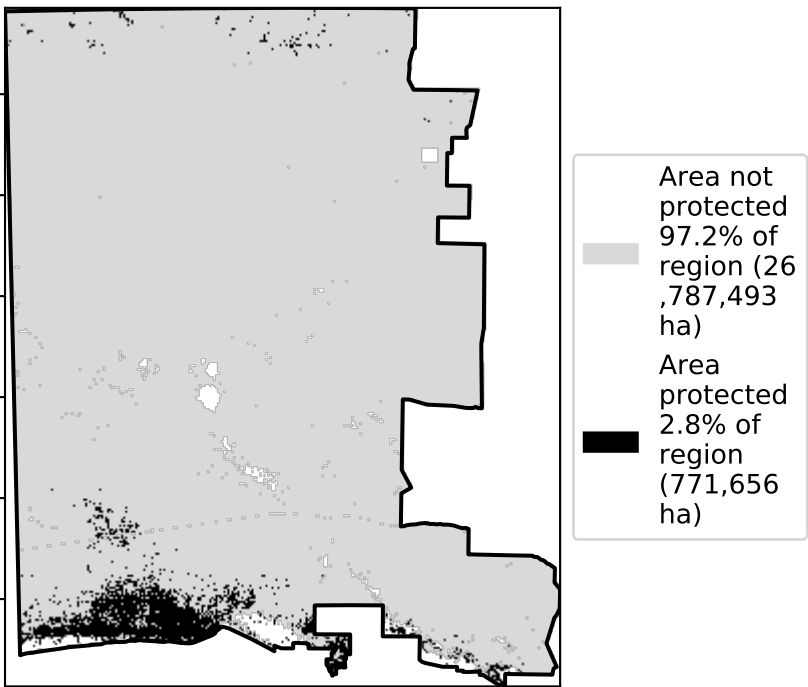 Area not
protected
97.2% of
region (26
,787,493
ha)
Area
protected
2.8% of
region
(771,656
ha)